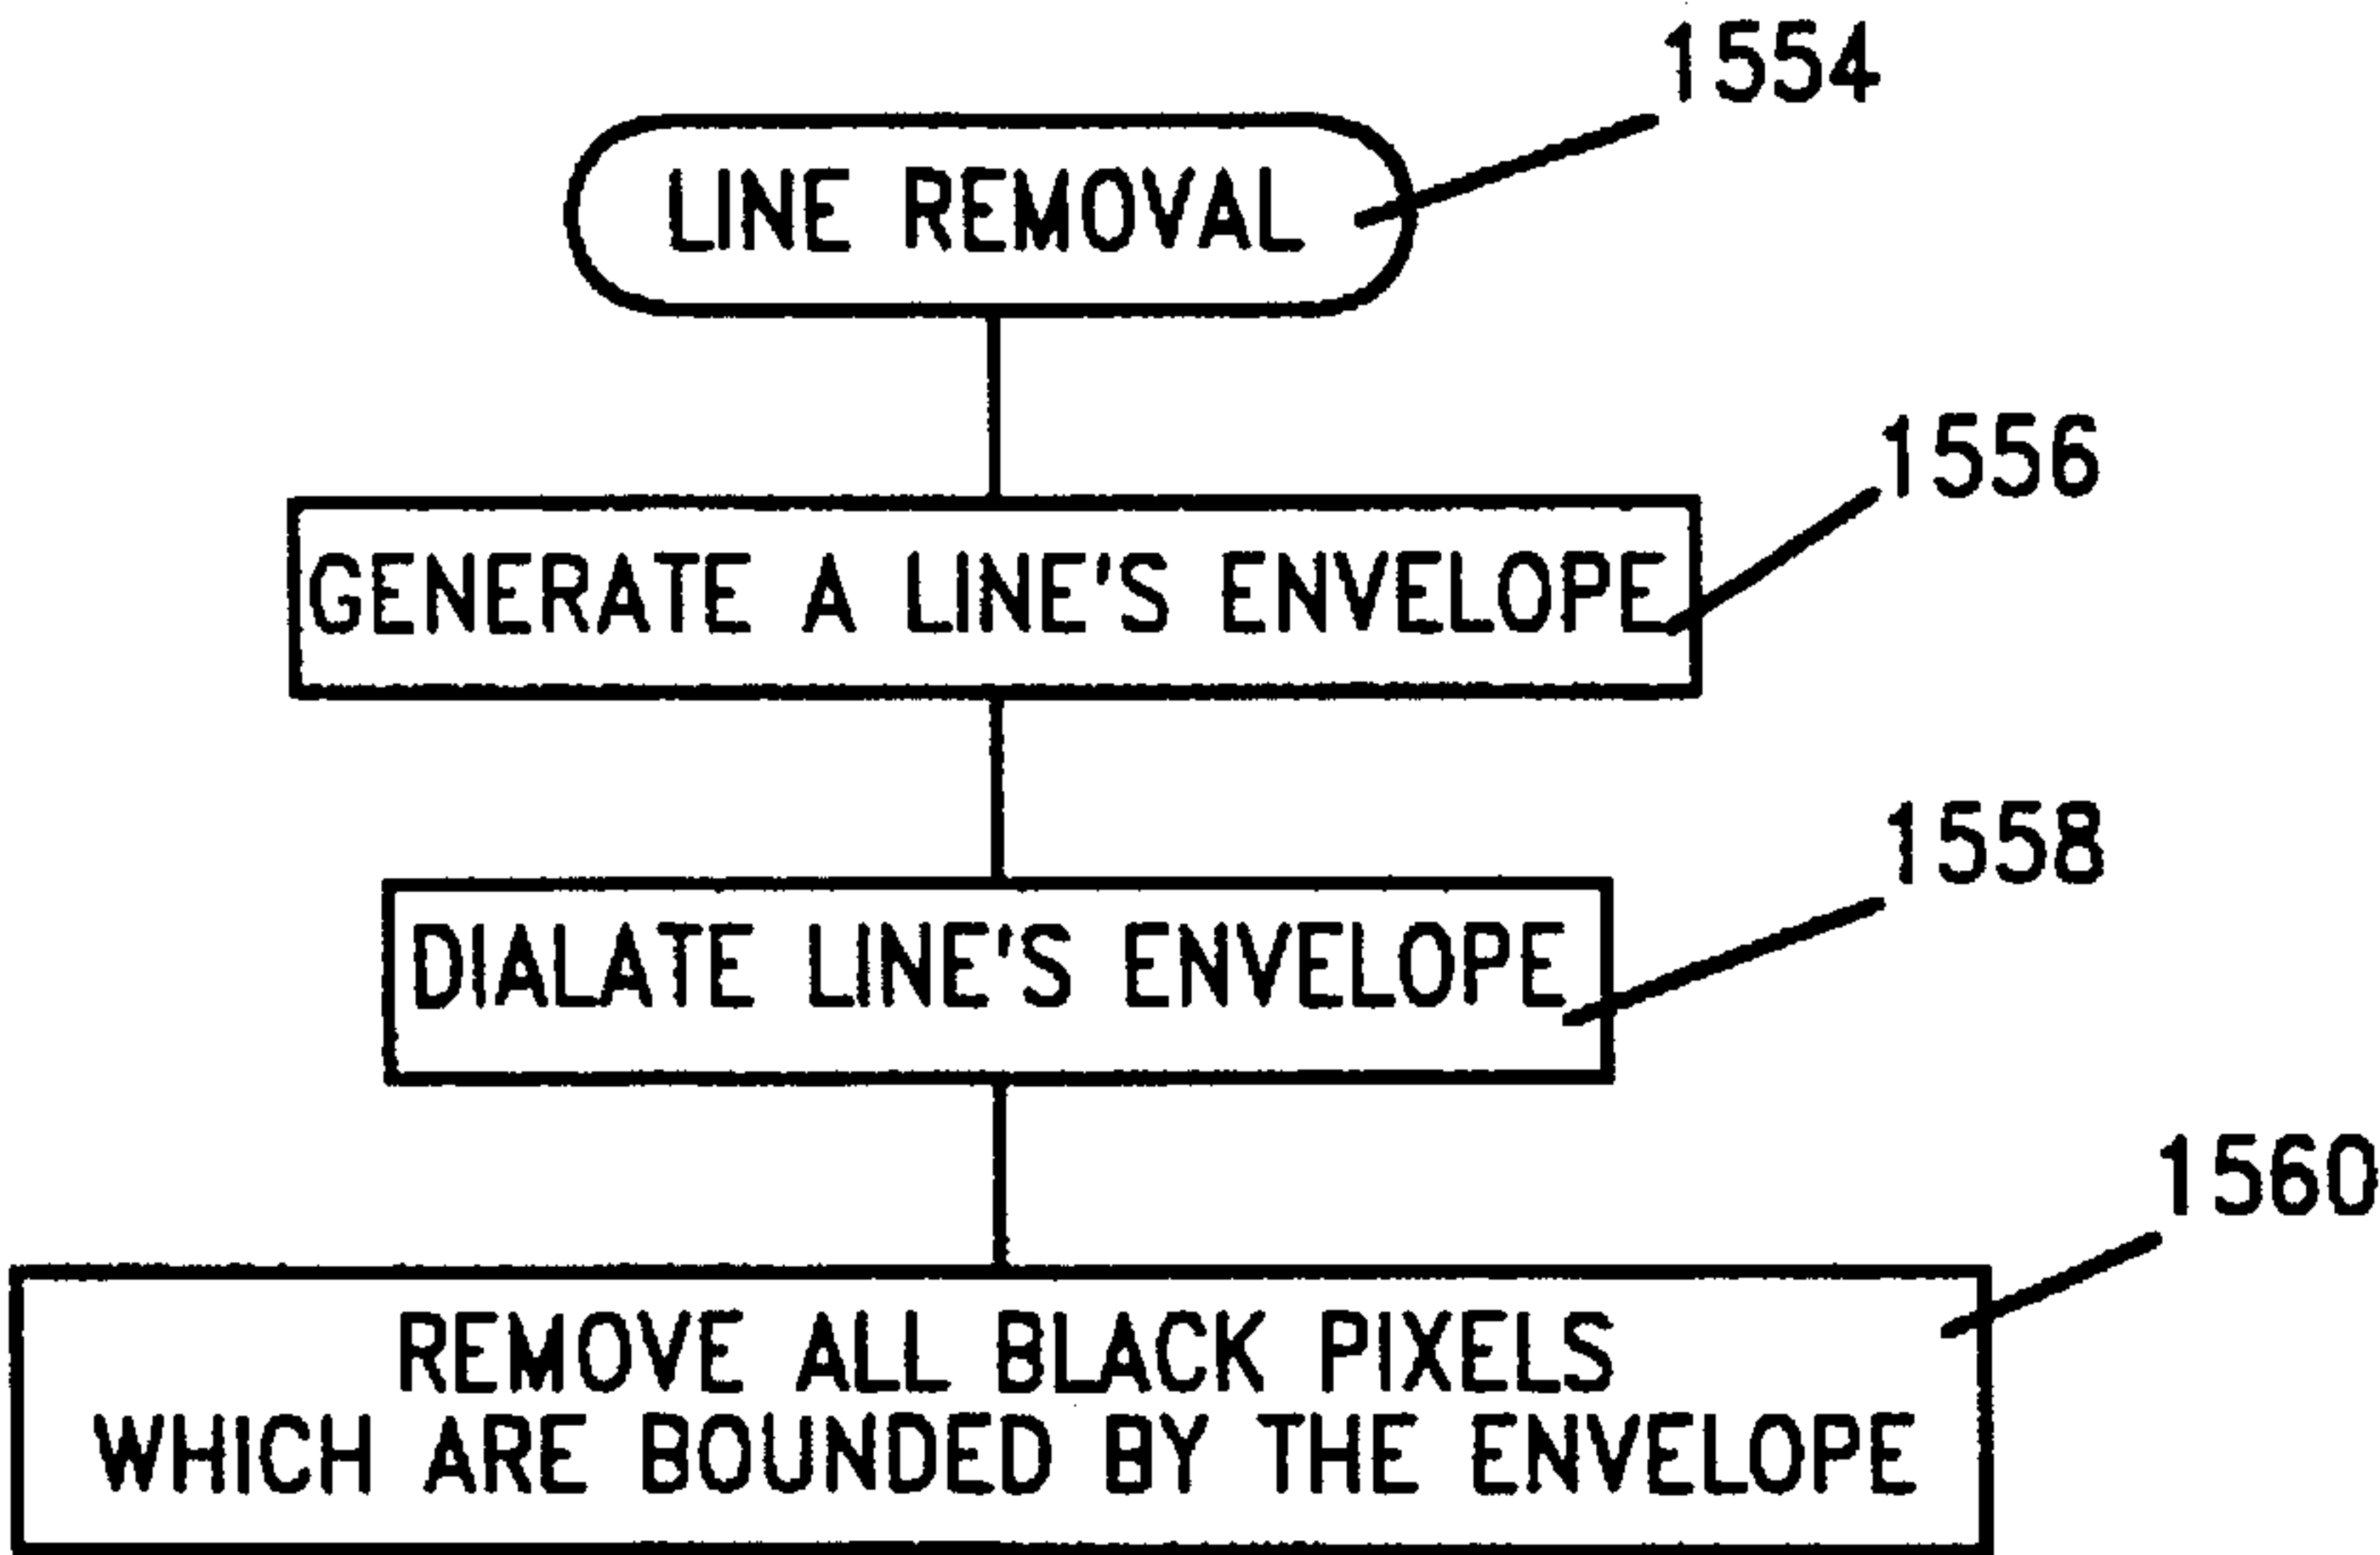 1554
LINE REMOVAL
1556
GENERATE A LINE'S ENVELOPE
1558
DIALATE LINE'S ENVELOPE
1560
REMOVE ALL BLACK PIXELS
WHICH ARE BOUNDED BY THE ENVELOPE